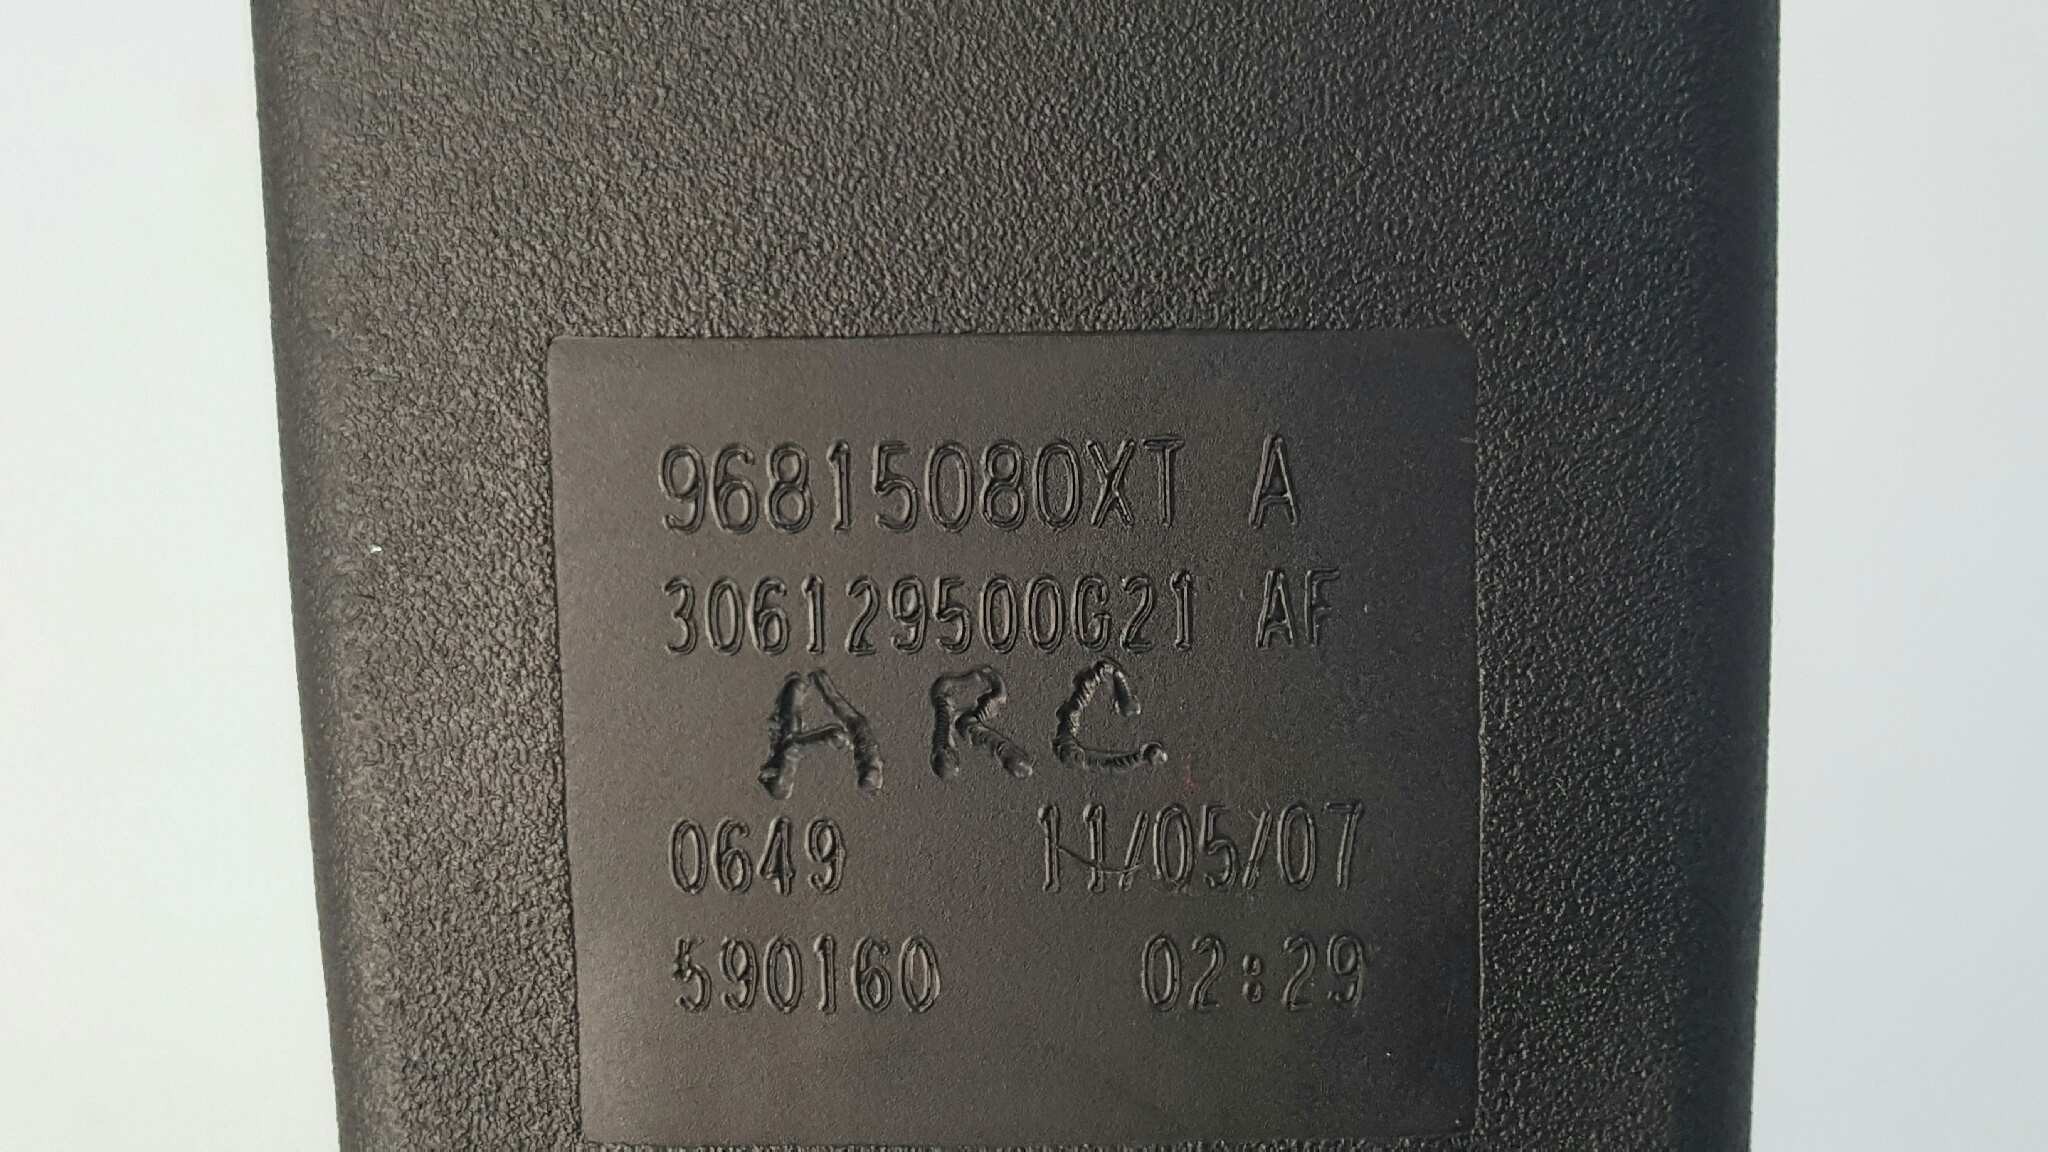 96815080XT A
306129500G21 AF
ARC
0649 11/05/07
590160 02:29